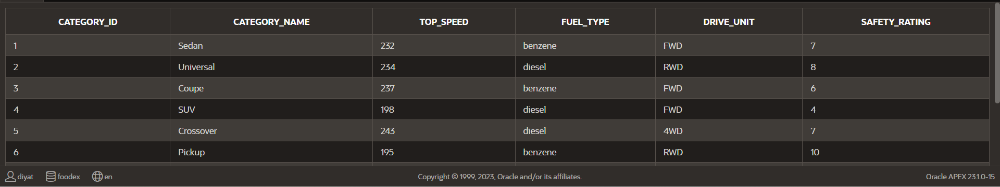 CATEGORY_ID CATEGORY_NAME TOP_SPEED FUEL_TYPE DRIVE_UNIT SAFETY_RATING
1 Sedan 232 benzene FWD 7
2 Universal 234 diesel RWD 8
3 Coupe 237 benzene FWD 6
4 SUV 198 diesel FWD 4
5 Crossover 243 diesel 4WD 7
6 Pickup 195 benzene RWD 10
diyat foodex en Copyright © 1999, 2023, Oracle and/or its affiliates. Oracle APEX 23.1.0-15